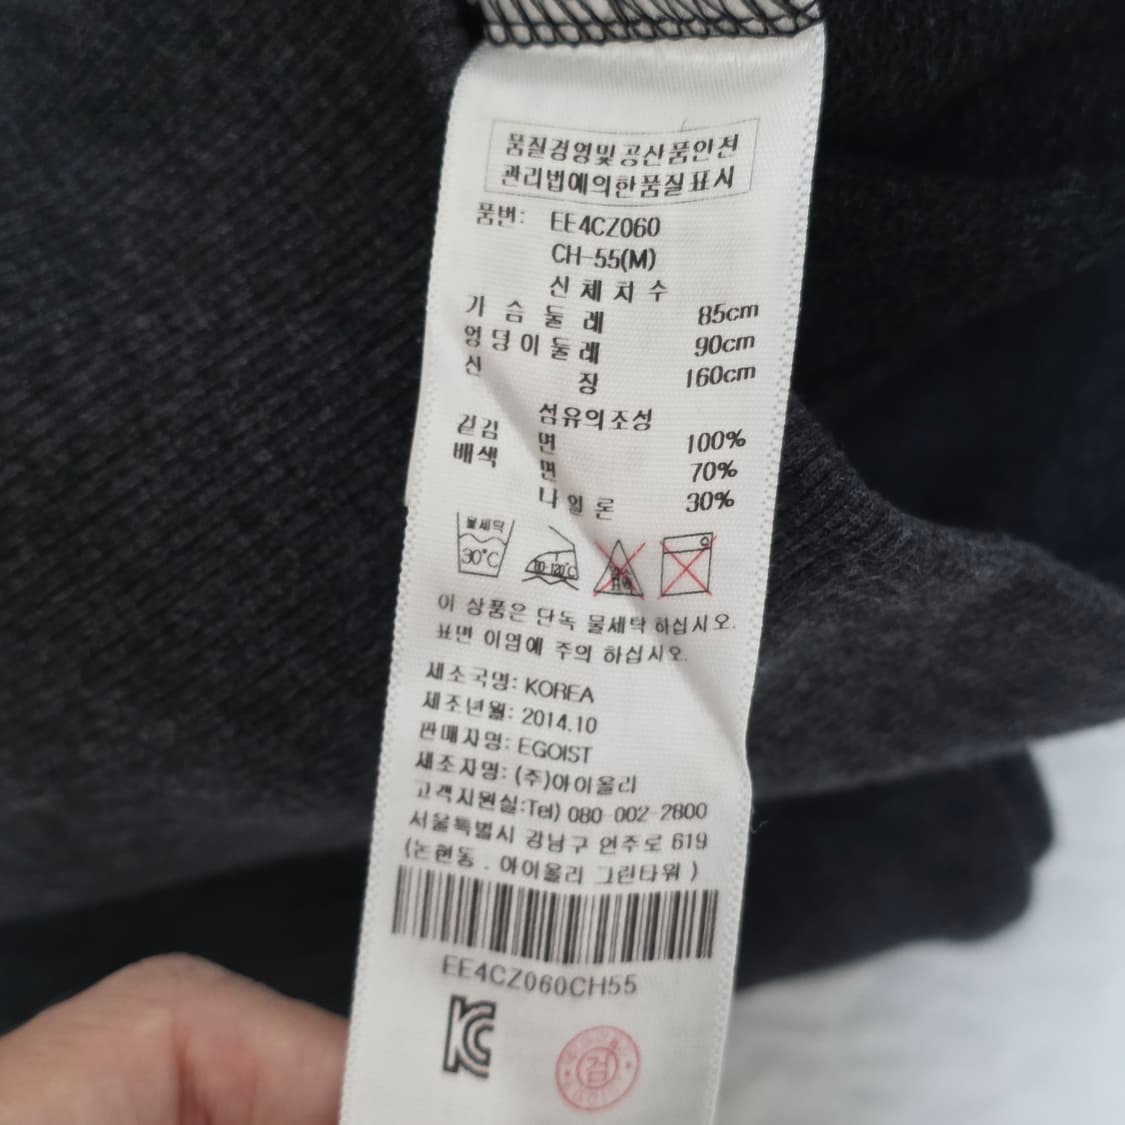 품질경영및공산품안전
관리법에의한품질표시
품번: EE4CZ060
CH-55(M)
신체치수
가슴둘레 85cm
엉덩이둘레 90cm
신장 160cm
섬유의조성
겉감 면 100%
배색 면 70%
나일론 30%
물세탁
30℃
80-120℃
이 상품은 단독 물세탁 하십시오.
표면 이염에 주의 하십시오.
제조국명: KOREA
제조년월: 2014.10
판매자명: EGOIST
제조자명: (주)아이올리
고객지원실:Tel) 080-002-2800
서울특별시 강남구 언주로 619
(논현동 . 아이올리 그린타워 )
EE4CZ060CH55
KC
검